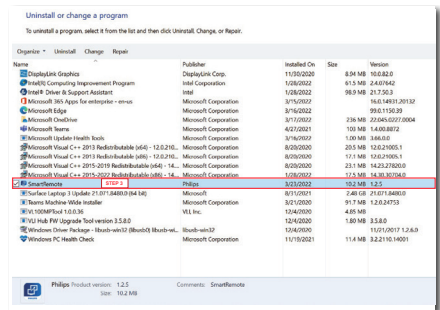 Uninstall or change a program
To uninstall a program, select it from the list and then click Uninstall, Change, or Repair.
Organize Uninstall Change Repair
Name Publisher Installed On Size Version
DisplayLink Graphics DisplayLink Corp. 11/30/2020 8.94 MB 10.0.82.0
Intel(R) Computing Improvement Program Intel Corporation 1/28/2022 61.5 MB 2.4.07642
Intel® Driver & Support Assistant Intel 1/28/2022 98.9 MB 21.7.50.3
Microsoft 365 Apps for enterprise - en-us Microsoft Corporation 3/15/2022 16.0.14931.20132
Microsoft Edge Microsoft Corporation 3/16/2022 99.0.1150.39
Microsoft OneDrive Microsoft Corporation 3/17/2022 236 MB 22.045.0227.0004
Microsoft Teams Microsoft Corporation 4/27/2021 103 MB 1.4.00.8872
Microsoft Update Health Tools Microsoft Corporation 3/16/2022 1.00 MB 3.66.0.0
Microsoft Visual C++ 2013 Redistributable (x64) - 12.0.210... Microsoft Corporation 8/20/2020 20.5 MB 12.0.21005.1
Microsoft Visual C++ 2013 Redistributable (x86) - 12.0.210... Microsoft Corporation 8/20/2020 17.1 MB 12.0.21005.1
Microsoft Visual C++ 2015-2019 Redistributable (x64) - 14.... Microsoft Corporation 8/20/2020 23.1 MB 14.23.27820.0
Microsoft Visual C++ 2015-2022 Redistributable (x86) - 14... Microsoft Corporation 1/28/2022 17.5 MB 14.30.30704.0
SmartRemote STEP 3 Philips 3/23/2022 10.2 MB 1.2.5
Surface Laptop 3 Update 21.071.8480.0 (64 bit) Microsoft 8/31/2021 2.48 GB 21.071.8480.0
Teams Machine-Wide Installer Microsoft Corporation 3/21/2021 91.7 MB 1.2.0.24753
VL100MPTool 1.0.0.36 VLI, Inc. 12/4/2020 4.85 MB
VLI Hub FW Upgrade Tool version 3.5.8.0 12/4/2020 1.80 MB 3.5.8.0
Windows Driver Package - libusb-win32 (libusb0) libusb-wi... libusb-win32 12/4/2020 11/21/2017 1.2.6.0
Windows PC Health Check Microsoft Corporation 11/19/2021 11.4 MB 3.2.2110.14001
Philips Product version: 1.2.5 Comments: SmartRemote
Size: 10.2 MB